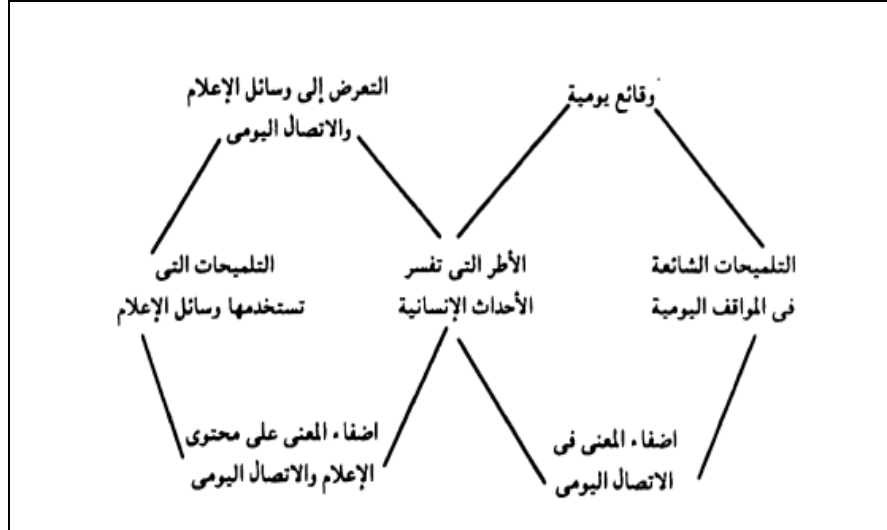 وقائع يومية
التعرض إلى وسائل الإعلام
والاتصال اليومى
التلميحات الشائعة
فى المواقف اليومية
الأطر التى تفسر
الأحداث الإنسانية
التلميحات التى
تستخدمها وسائل الإعلام
اضفاء المعنى فى
الاتصال اليومى
اضفاء المعنى على محتوى
الإعلام والاتصال اليومى